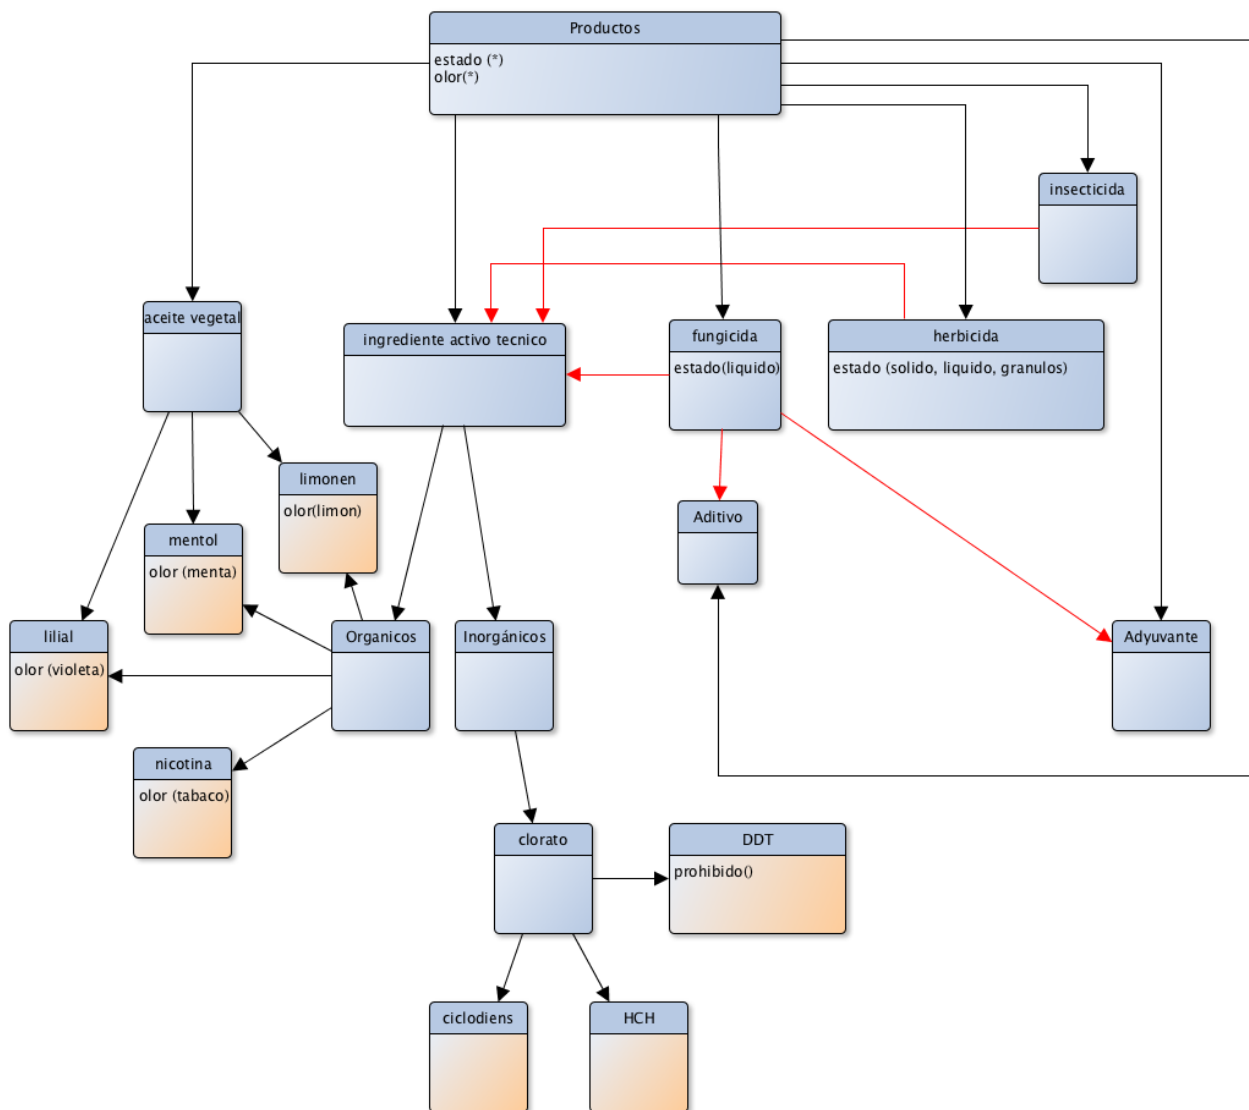 Productos
estado (*)
olor(*)
insecticida
aceite vegetal
ingrediente activo tecnico
fungicida
estado(liquido)
herbicida
estado (solido, liquido, granulos)
limonen
olor(limon)
mentol
olor (menta)
Aditivo
lilial
olor (violeta)
Organicos
Inorgánicos
Adyuvante
nicotina
olor (tabaco)
clorato
DDT
prohibido()
ciclodiens
HCH